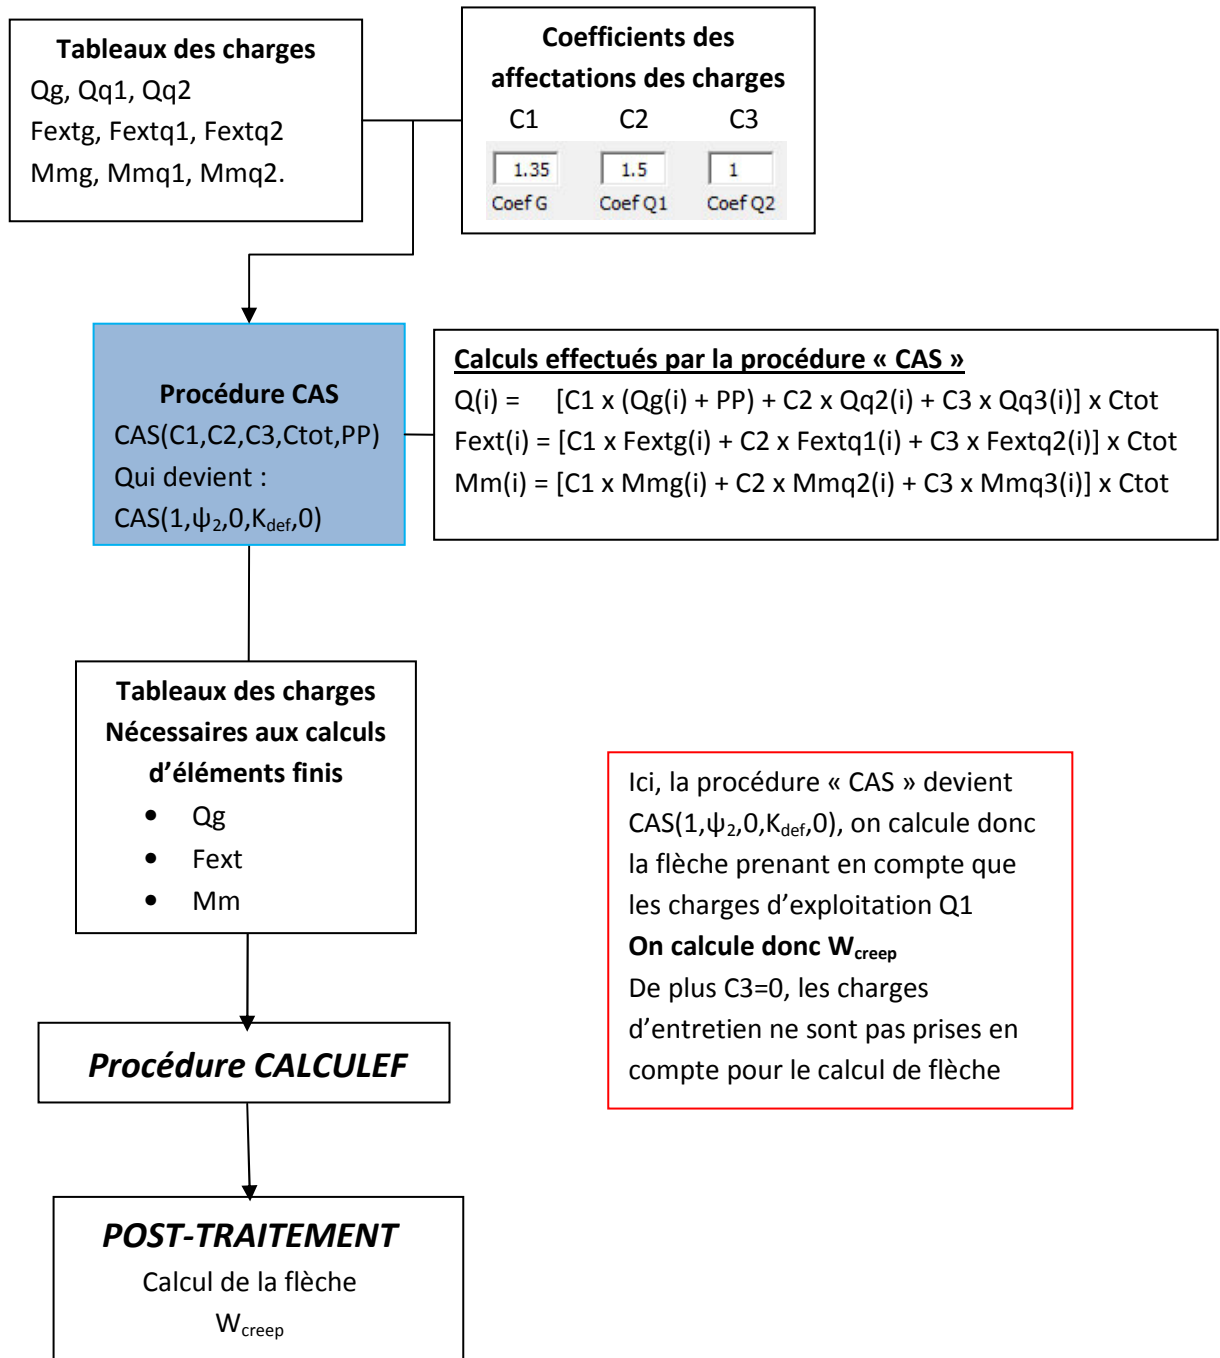 Tableaux des charges
Qg, Qq1, Qq2
Fextg, Fextq1, Fextq2
Mmg, Mmq1, Mmq2.
Coefficients des
affectations des charges
C1 C2 C3
1.35 1.5 1
Coef G Coef Q1 Coef Q2
Procédure CAS
CAS(C1,C2,C3,Ctot,PP)
Qui devient :
CAS(1,ψ₂,0,K_def,0)
Calculs effectués par la procédure « CAS »
Q(i) = [C1 x (Qg(i) + PP) + C2 x Qq2(i) + C3 x Qq3(i)] x Ctot
Fext(i) = [C1 x Fextg(i) + C2 x Fextq1(i) + C3 x Fextq2(i)] x Ctot
Mm(i) = [C1 x Mmg(i) + C2 x Mmq2(i) + C3 x Mmq3(i)] x Ctot
Tableaux des charges
Nécessaires aux calculs
d’éléments finis
• Qg
• Fext
• Mm
Ici, la procédure « CAS » devient
CAS(1,ψ₂,0,K_def,0), on calcule donc
la flèche prenant en compte que
les charges d’exploitation Q1
On calcule donc W_creep
De plus C3=0, les charges
d’entretien ne sont pas prises en
compte pour le calcul de flèche
Procédure CALCULEF
POST-TRAITEMENT
Calcul de la flèche
W_creep